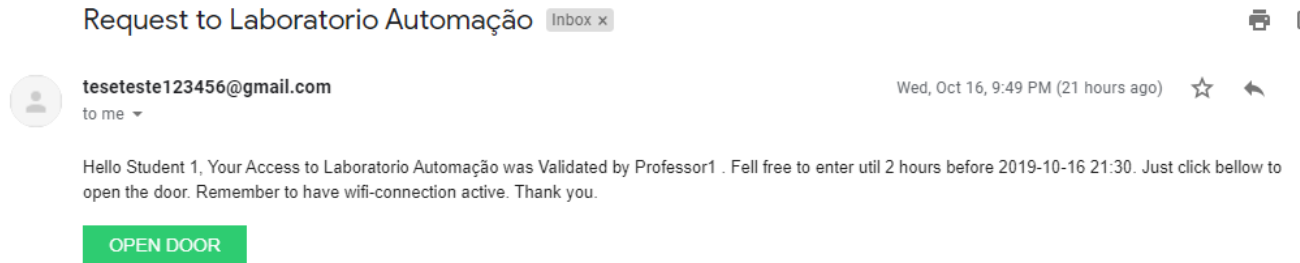 Request to Laboratorio Automação Inbox x
teseteste123456@gmail.com Wed, Oct 16, 9:49 PM (21 hours ago)
to me
Hello Student 1, Your Access to Laboratorio Automação was Validated by Professor1 . Fell free to enter util 2 hours before 2019-10-16 21:30. Just click bellow to
open the door. Remember to have wifi-connection active. Thank you.
OPEN DOOR